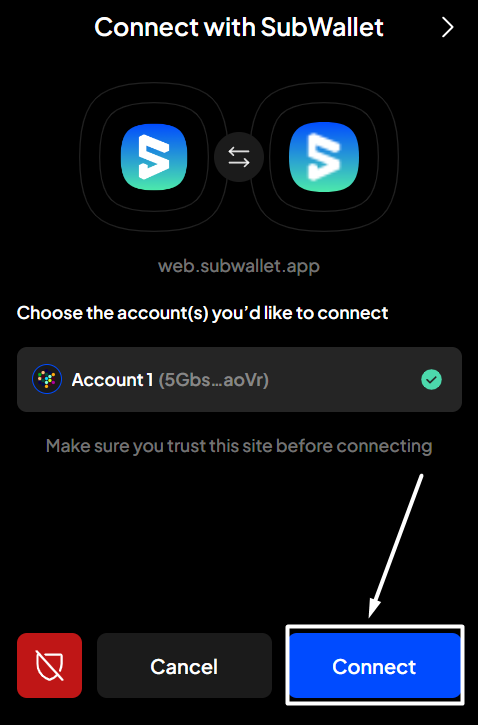 Connect with SubWallet
web.subwallet.app
Choose the account(s) you'd like to connect
Account 1 (5Gbs...aoVr)
Make sure you trust this site before connecting
Cancel
Connect